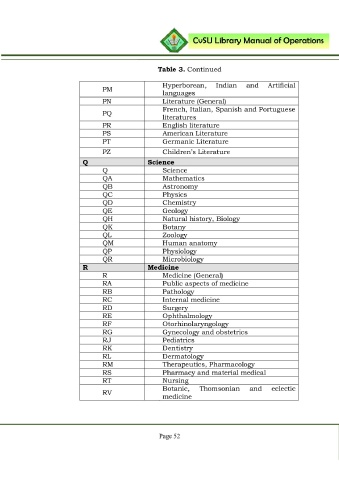 CvSU Library Manual of Operations
Table 3. Continued
PM Hyperborean, Indian and Artificial
languages
PN Literature (General)
PQ French, Italian, Spanish and Portuguese
literatures
PR English literature
PS American Literature
PT Germanic Literature
PZ Children's Literature
Q Science
Q Science
QA Mathematics
QB Astronomy
QC Physics
QD Chemistry
QE Geology
QH Natural history, Biology
QK Botany
QL Zoology
QM Human anatomy
QP Physiology
QR Microbiology
R Medicine
R Medicine (General)
RA Public aspects of medicine
RB Pathology
RC Internal medicine
RD Surgery
RE Ophthalmology
RF Otorhinolaryngology
RG Gynecology and obstetrics
RJ Pediatrics
RK Dentistry
RL Dermatology
RM Therapeutics, Pharmacology
RS Pharmacy and material medical
RT Nursing
RV Botanic, Thomsonian and eclectic
medicine
Page 52